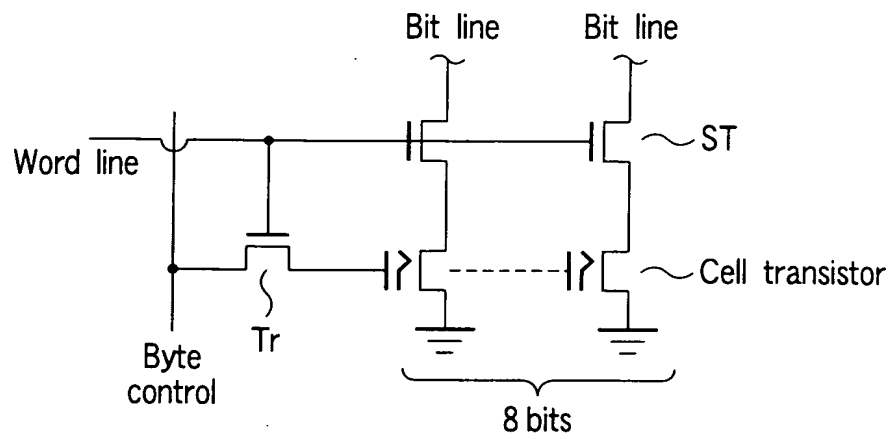 Bit line
Bit line
ST
Word line
Cell transistor
Tr
Byte
control
8 bits